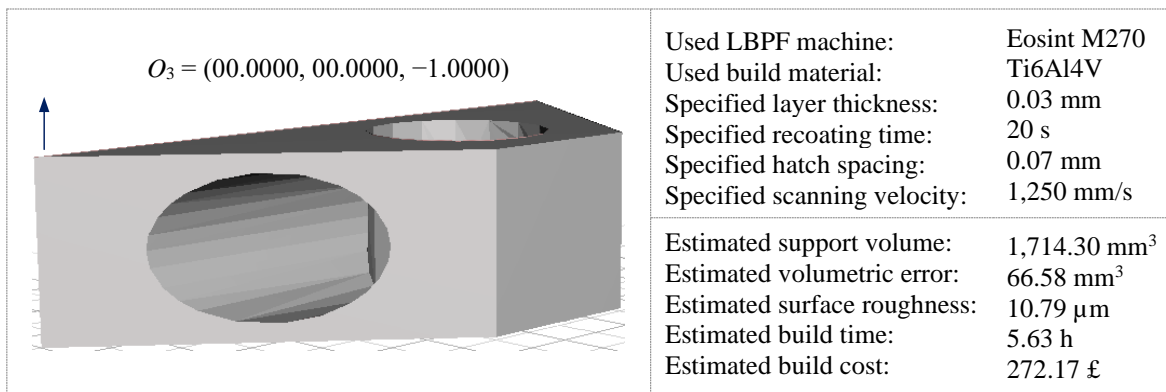 O3 = (00.0000, 00.0000, −1.0000)
Used LBPF machine: Eosint M270
Used build material: Ti6Al4V
Specified layer thickness: 0.03 mm
Specified recoating time: 20 s
Specified hatch spacing: 0.07 mm
Specified scanning velocity: 1,250 mm/s
Estimated support volume: 1,714.30 mm3
Estimated volumetric error: 66.58 mm3
Estimated surface roughness: 10.79 µm
Estimated build time: 5.63 h
Estimated build cost: 272.17 £